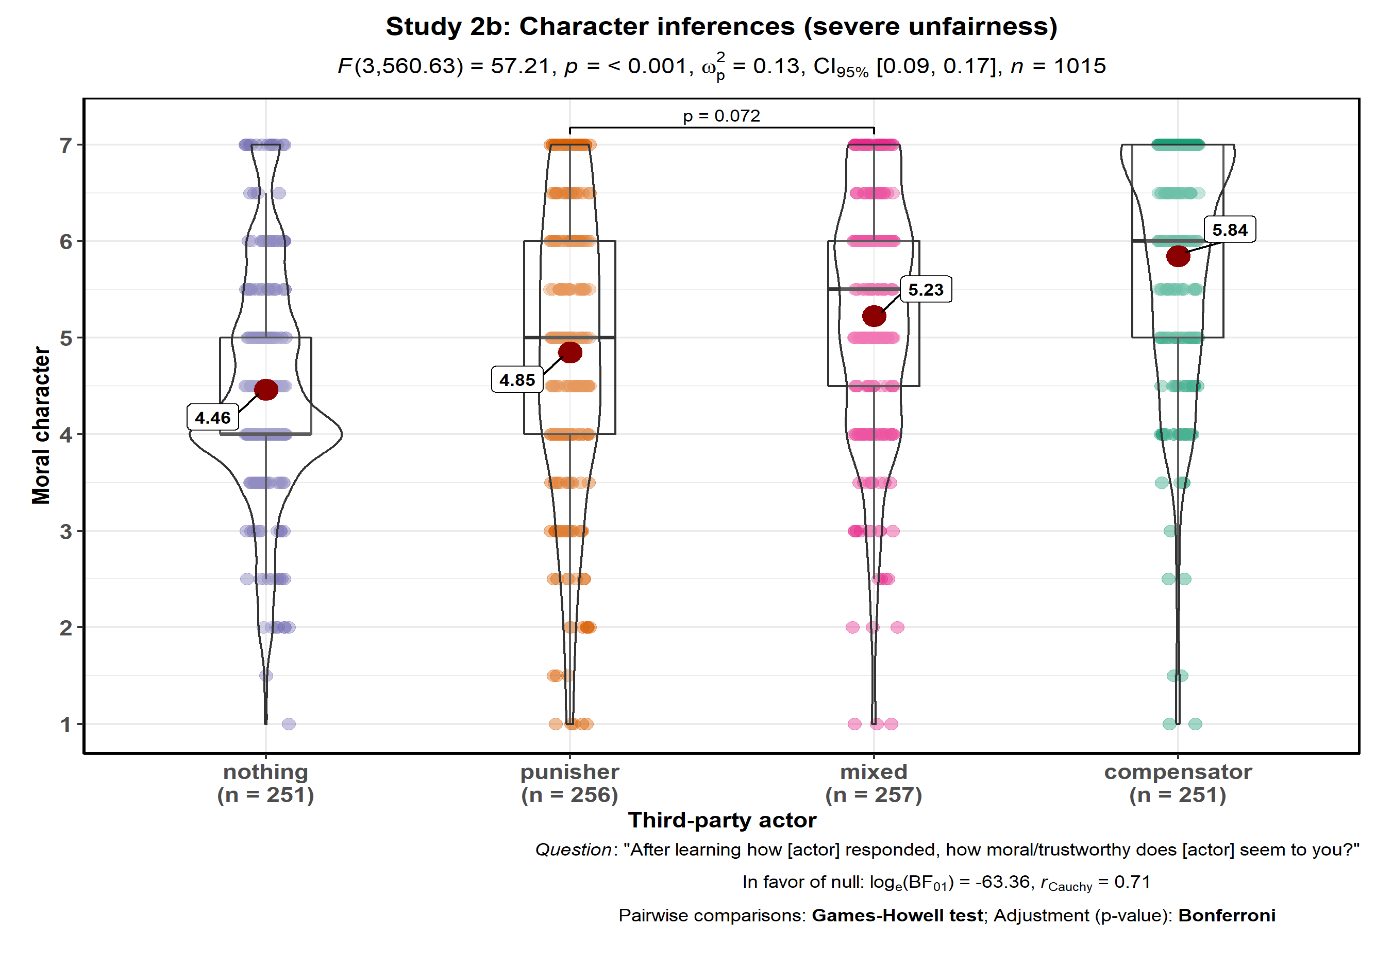 Study 2b: Character inferences (severe unfairness)
F(3,560.63) = 57.21, p = < 0.001, ω²ₚ = 0.13, CI₉₅% [0.09, 0.17], n = 1015
p = 0.072
7
6
5
4
3
2
1
Moral character
4.46
4.85
5.23
5.84
nothing
(n = 251)
punisher
(n = 256)
mixed
(n = 257)
compensator
(n = 251)
Third-party actor
Question: "After learning how [actor] responded, how moral/trustworthy does [actor] seem to you?"
In favor of null: logₑ(BF₀₁) = -63.36, r_Cauchy = 0.71
Pairwise comparisons: Games-Howell test; Adjustment (p-value): Bonferroni